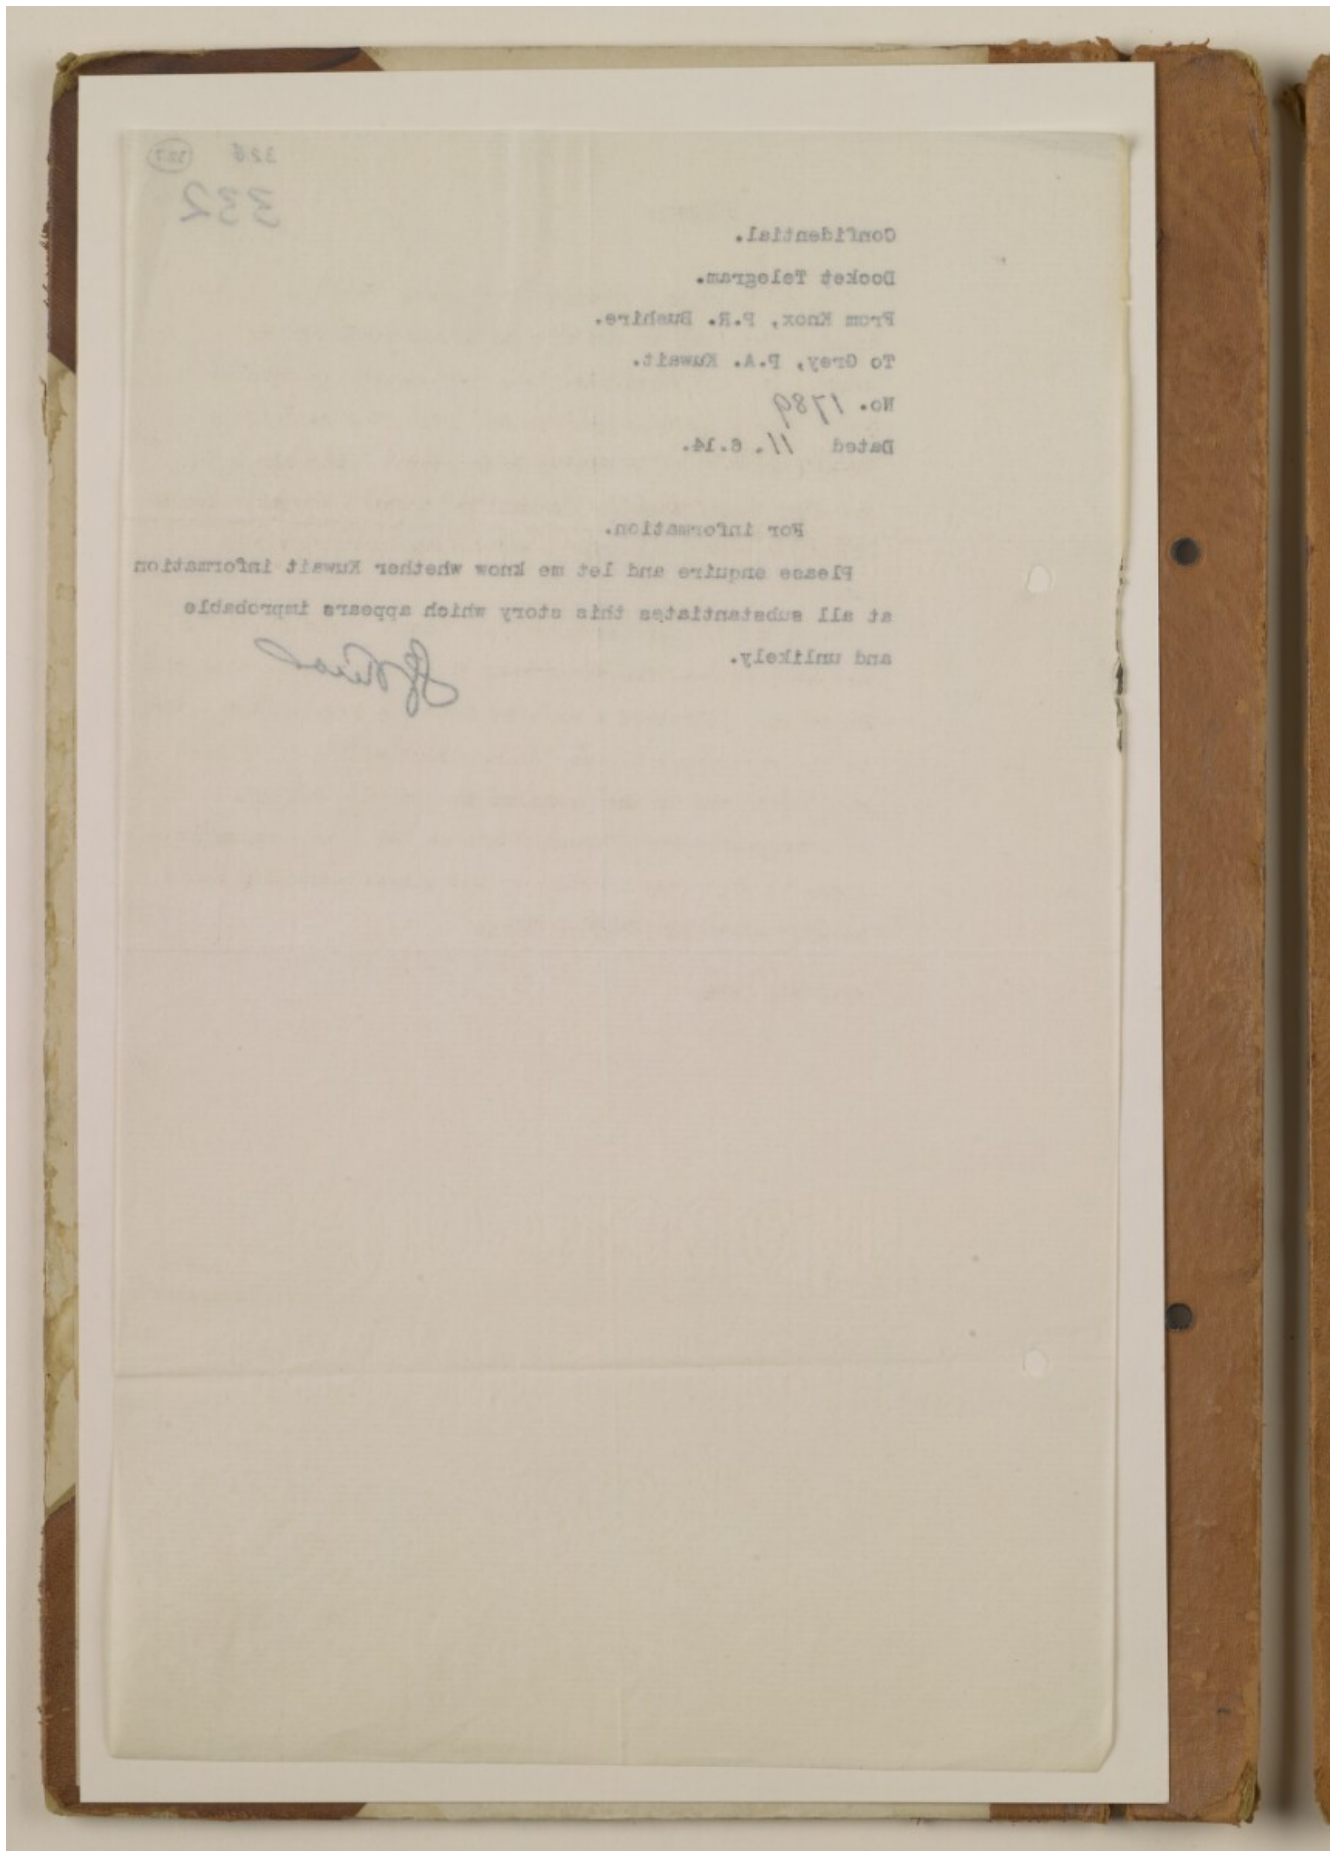 326
332
Confidential.
Docket Telegram.
From Knox, P.R. Bushire.
To Grey, P.A. Kuwait.
No. 1789
Dated 11. 6.14.
For information.
Please enquire and let me know whether Kuwait information
at all substantiates this story which appears improbable
and unlikely.